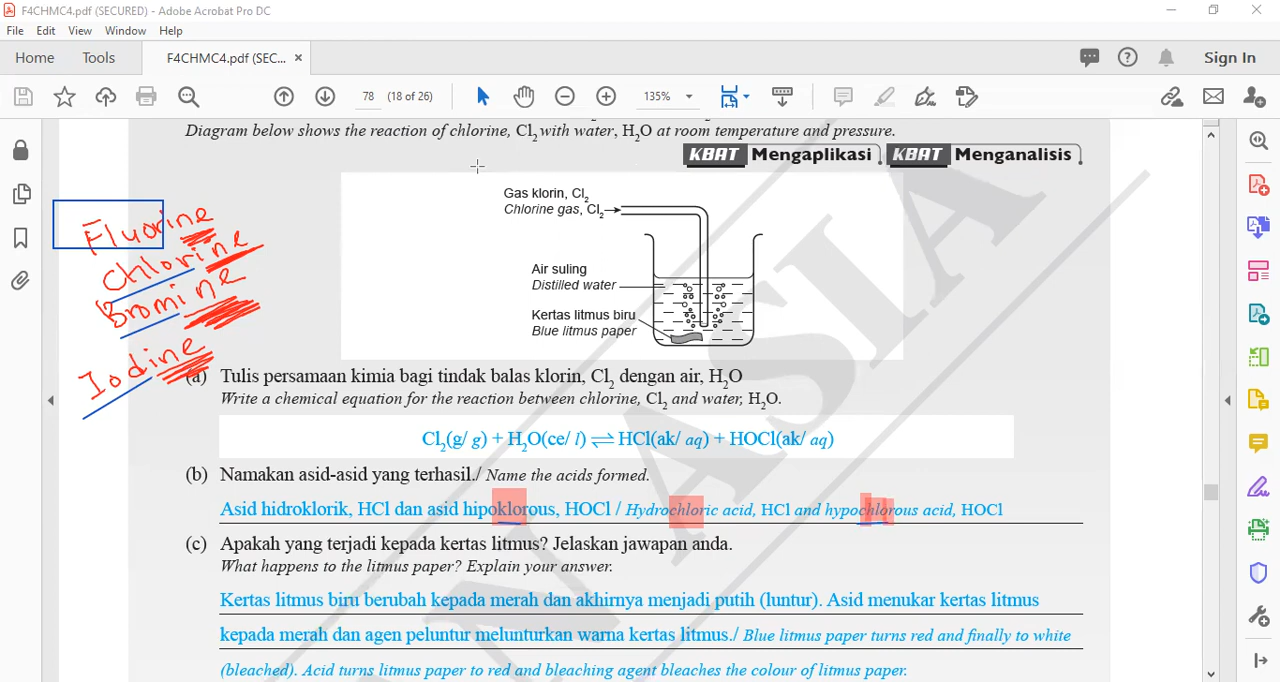 F4CHMC4.pdf (SECURED) - Adobe Acrobat Pro DC
File Edit View Window Help
Home Tools F4CHMC4.pdf (SEC... × Sign In
78 (18 of 26) 135%
Diagram below shows the reaction of chlorine, Cl₂ with water, H₂O at room temperature and pressure.
KBAT Mengaplikasi KBAT Menganalisis
Gas klorin, Cl₂
Chlorine gas, Cl₂
Air suling
Distilled water
Kertas litmus biru
Blue litmus paper
Fluorine
Chlorine
Bromine
Iodine
(a) Tulis persamaan kimia bagi tindak balas klorin, Cl₂ dengan air, H₂O
Write a chemical equation for the reaction between chlorine, Cl₂ and water, H₂O.
Cl₂(g/ g) + H₂O(ce/ l) ⇌ HCl(ak/ aq) + HOCl(ak/ aq)
(b) Namakan asid-asid yang terhasil./ Name the acids formed.
Asid hidroklorik, HCl dan asid hipoklorous, HOCl / Hydrochloric acid, HCl and hypochlorous acid, HOCl
(c) Apakah yang terjadi kepada kertas litmus? Jelaskan jawapan anda.
What happens to the litmus paper? Explain your answer.
Kertas litmus biru berubah kepada merah dan akhirnya menjadi putih (luntur). Asid menukar kertas litmus
kepada merah dan agen peluntur melunturkan warna kertas litmus./ Blue litmus paper turns red and finally to white
(bleached). Acid turns litmus paper to red and bleaching agent bleaches the colour of litmus paper.
N ASIA